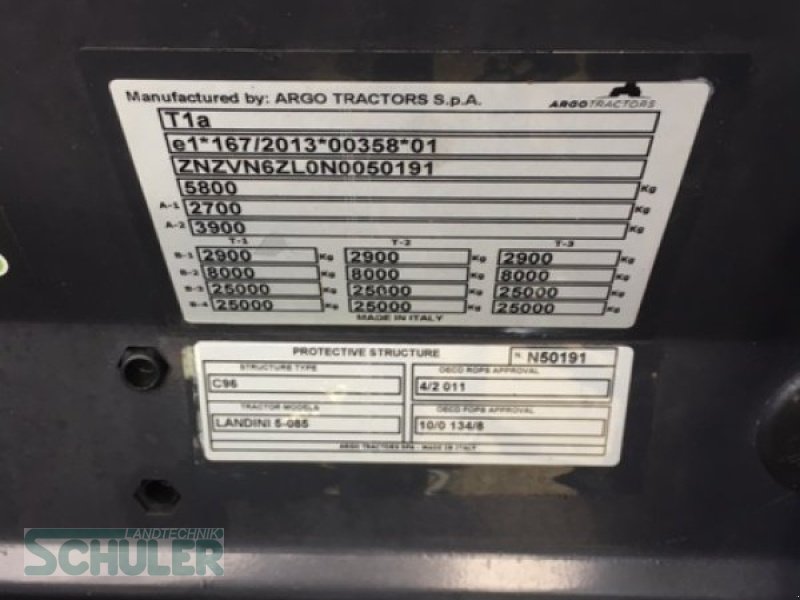 Manufactured by: ARGO TRACTORS S.p.A.
ARGOTRACTORS
T1a
e1*167/2013*00358*01
ZNZVN6ZL0N0050191
5800 Kg
A-1 2700 Kg
A-2 3900 Kg
T-1 T-2 T-3
B-1 2900 Kg 2900 Kg 2900 Kg
B-2 8000 Kg 8000 Kg 8000 Kg
B-3 25000 Kg 25000 Kg 25000 Kg
B-4 25000 Kg 25000 Kg 25000 Kg
MADE IN ITALY
PROTECTIVE STRUCTURE N. N50191
STRUCTURE TYPE OECD ROPS APPROVAL
C96 4/2 011
TRACTOR MODELS OECD FOPS APPROVAL
LANDINI 5-085 10/0 134/8
ARGO TRACTORS SPA - MADE IN ITALY
LANDTECHNIK
SCHULER